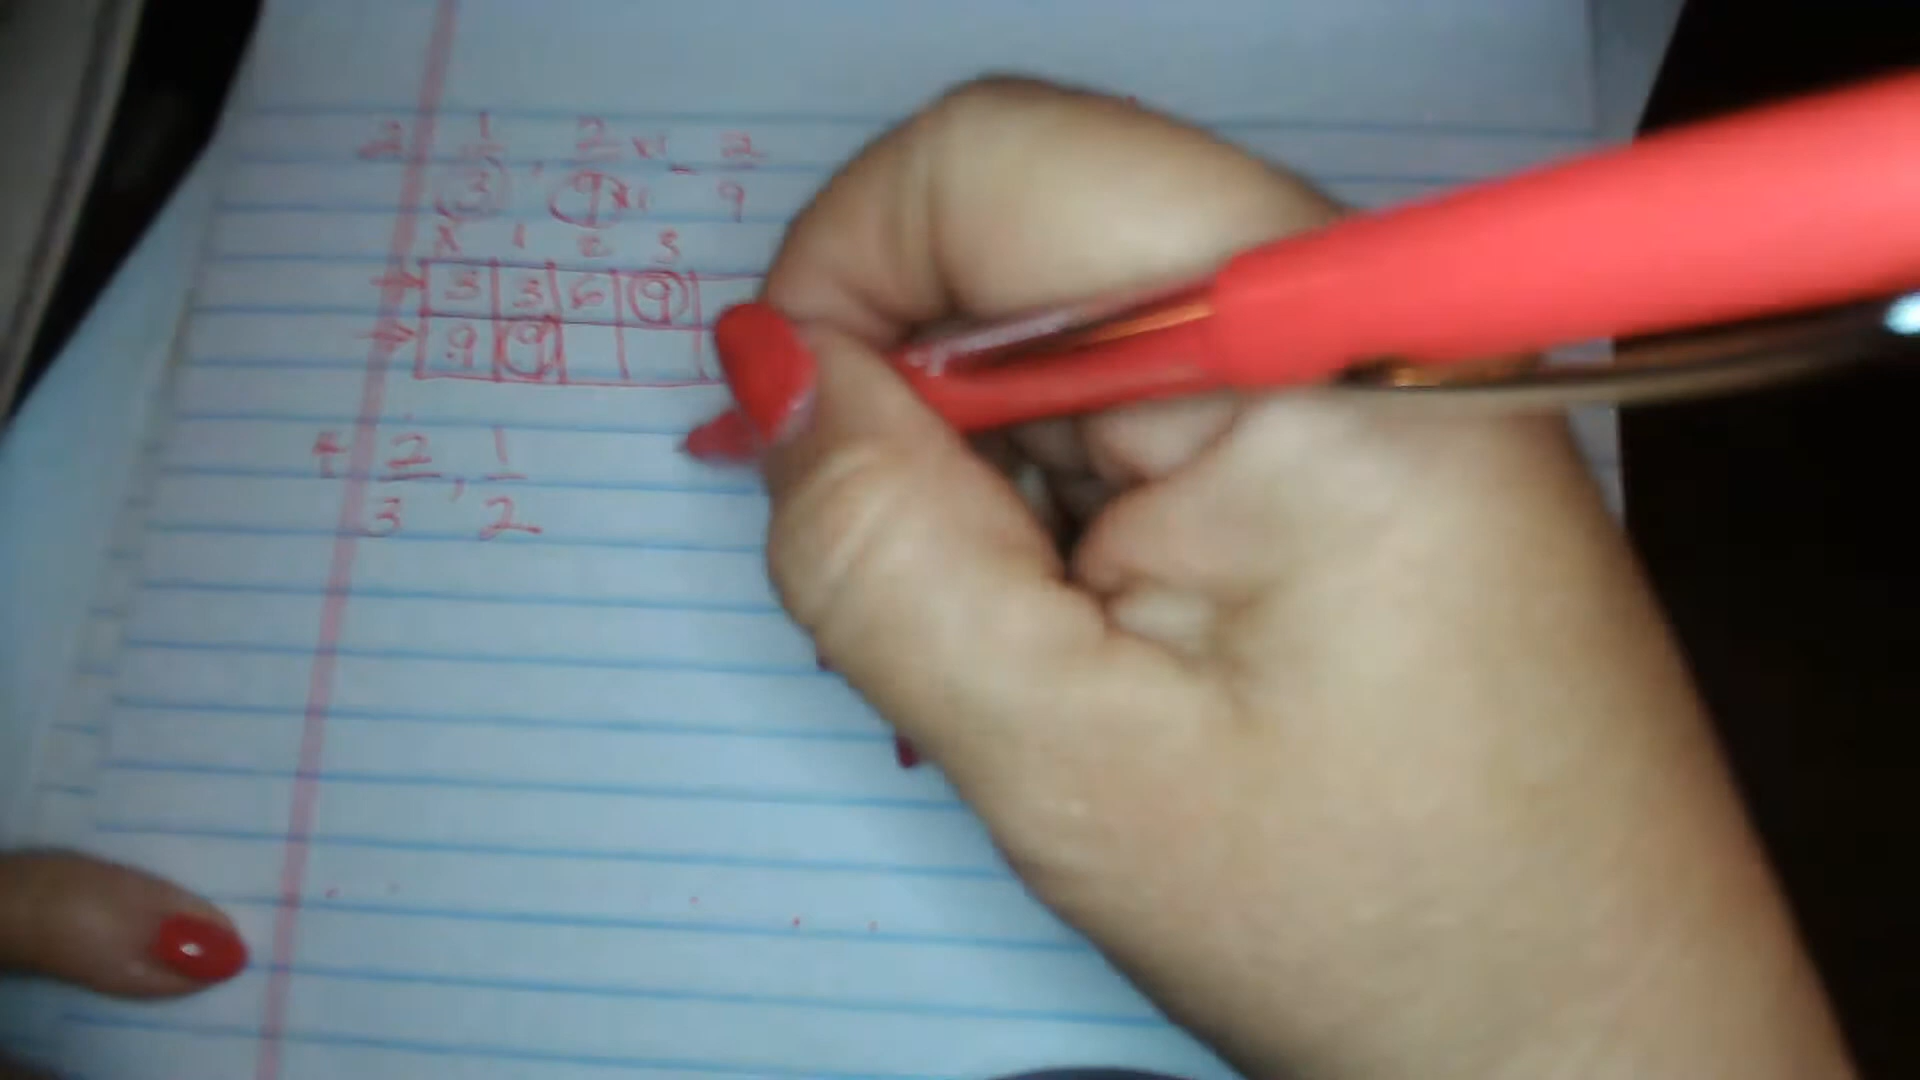 2 1/3 , 2/9 x1/x1 = 2/9
x 1 2 3
→ 3 3 6 9
→ 9 9
4 2/3 , 1/2